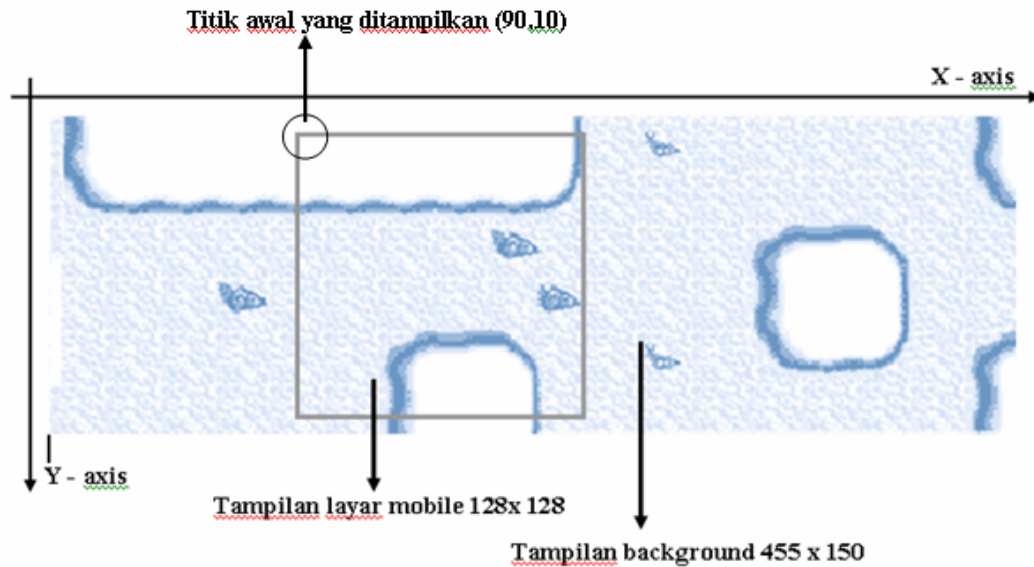 Titik awal yang ditampilkan (90,10)
X - axis
Y - axis
Tampilan layar mobile 128x 128
Tampilan background 455 x 150